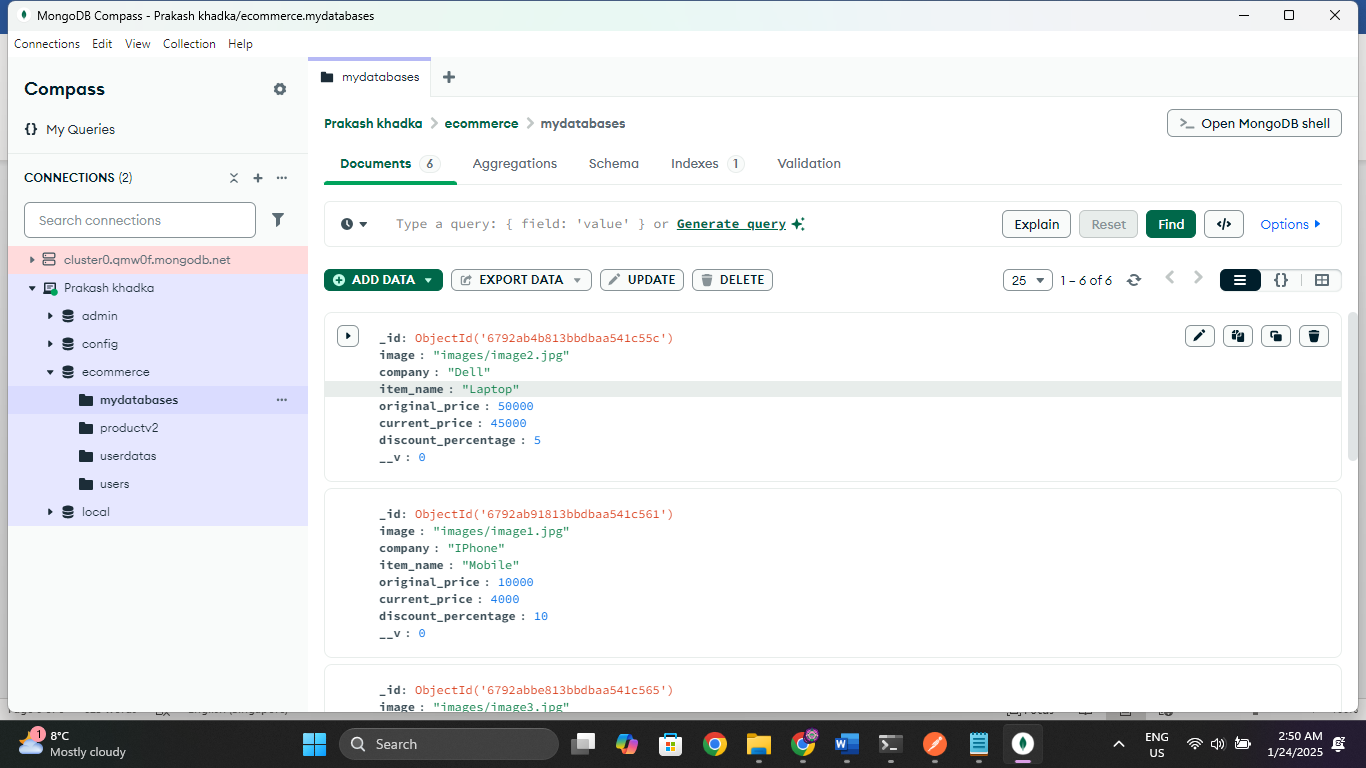 MongoDB Compass - Prakash khadka/ecommerce.mydatabases
Connections Edit View Collection Help
Compass
{} My Queries
CONNECTIONS (2)
Search connections
cluster0.qmw0f.mongodb.net
Prakash khadka
admin
config
ecommerce
mydatabases
productv2
userdatas
users
local
mydatabases
Prakash khadka > ecommerce > mydatabases
>_ Open MongoDB shell
Documents 6 Aggregations Schema Indexes 1 Validation
Type a query: { field: 'value' } or Generate query
Explain Reset Find </> Options
ADD DATA EXPORT DATA UPDATE DELETE
25 1 – 6 of 6 {}
_id: ObjectId('6792ab4b813bbdbaa541c55c')
image : "images/image2.jpg"
company : "Dell"
item_name : "Laptop"
original_price : 50000
current_price : 45000
discount_percentage : 5
__v : 0
_id: ObjectId('6792ab91813bbdbaa541c561')
image : "images/image1.jpg"
company : "IPhone"
item_name : "Mobile"
original_price : 10000
current_price : 4000
discount_percentage : 10
__v : 0
_id: ObjectId('6792abbe813bbdbaa541c565')
image : "images/image3.jpg"
1
8°C
Mostly cloudy
Search
ENG
US
2:50 AM
1/24/2025